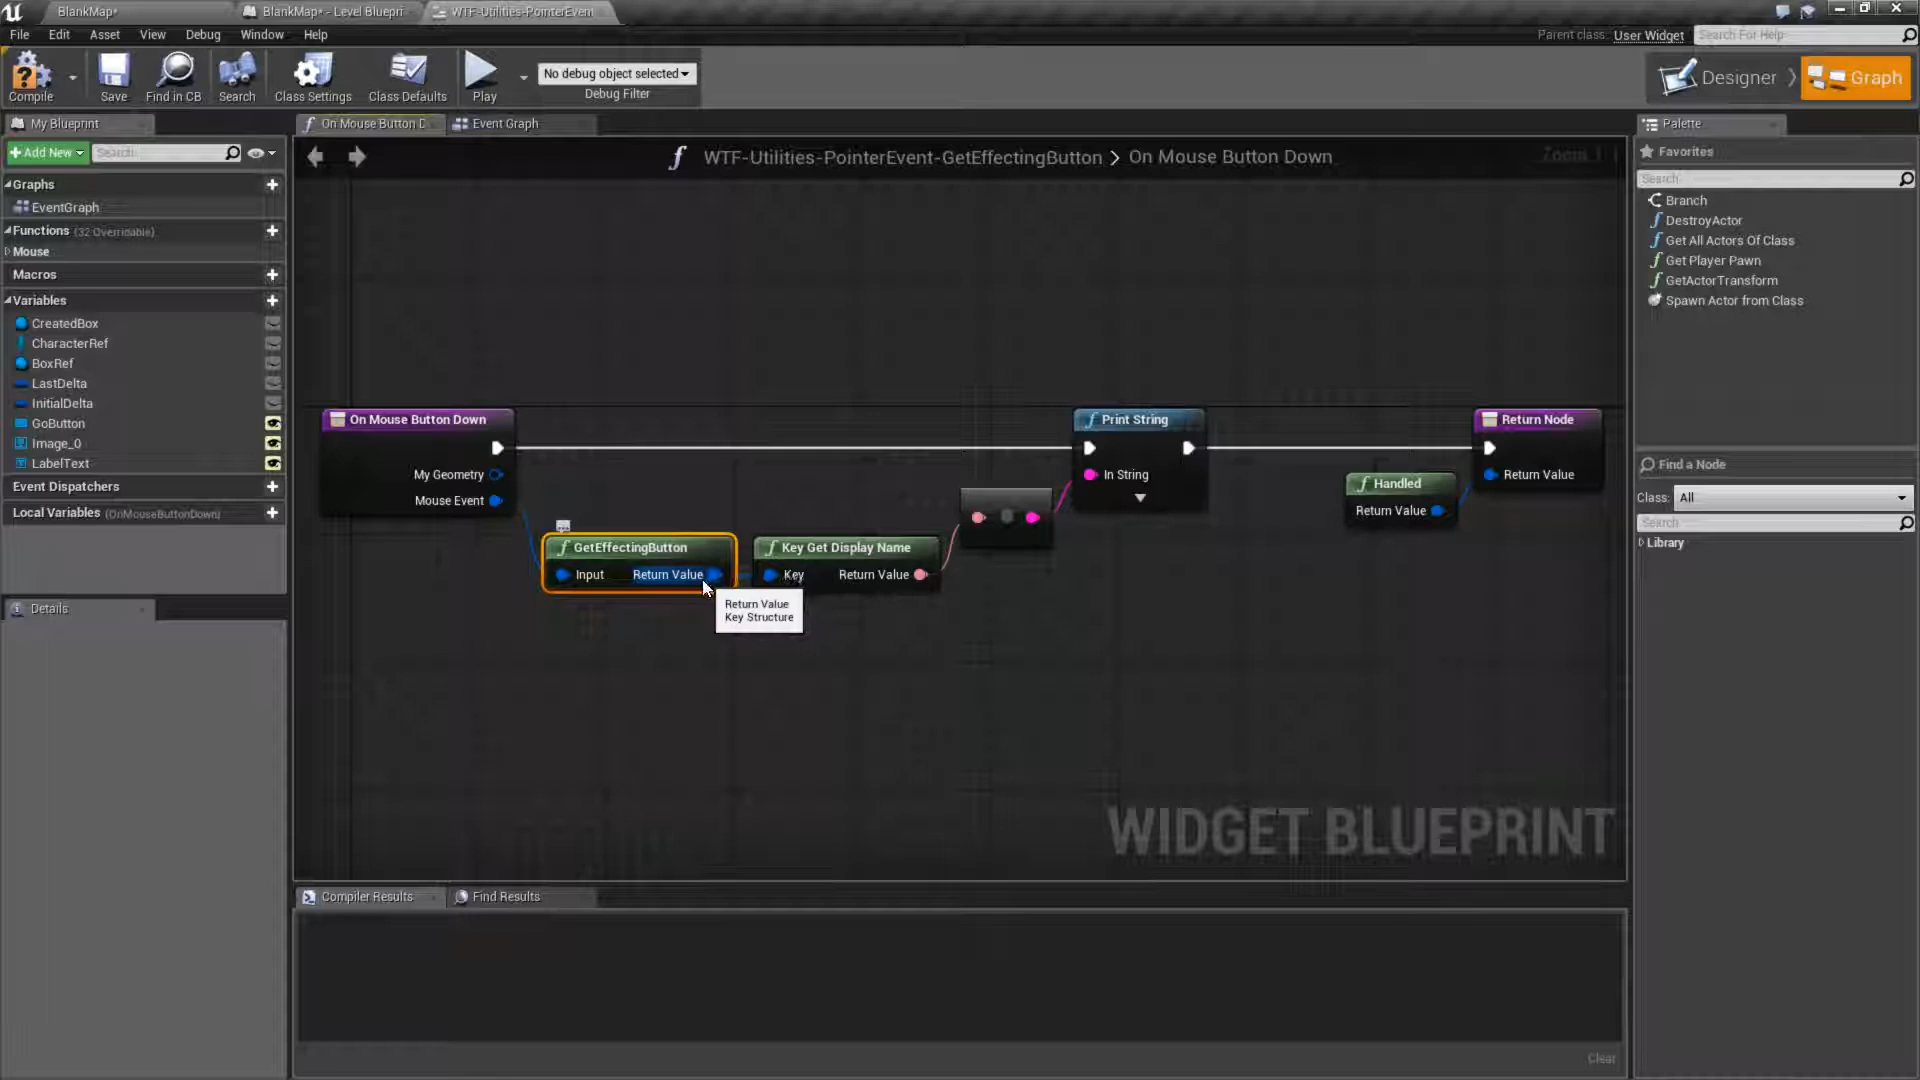 BlankMap*
BlankMap* - Level Bluepri
WTF-Utilities-PointerEvent
File Edit Asset View Debug Window Help
Parent class: User Widget
Search For Help
Compile
Save
Find in CB
Search
Class Settings
Class Defaults
Play
No debug object selected
Debug Filter
Designer
Graph
My Blueprint
On Mouse Button D
Event Graph
Palette
Add New
Search
WTF-Utilities-PointerEvent-GetEffectingButton > On Mouse Button Down
Zoom 1:1
Favorites
Search
Graphs
EventGraph
Functions (32 Overridable)
Mouse
Macros
Variables
CreatedBox
CharacterRef
BoxRef
LastDelta
InitialDelta
GoButton
Image_0
LabelText
Event Dispatchers
Local Variables (OnMouseButtonDown)
Details
Branch
DestroyActor
Get All Actors Of Class
Get Player Pawn
GetActorTransform
Spawn Actor from Class
On Mouse Button Down
My Geometry
Mouse Event
GetEffectingButton
Input Return Value
Key Get Display Name
Key Return Value
Return Value
Key Structure
Print String
In String
Handled
Return Value
Return Node
Return Value
Find a Node
Class: All
Search
Library
WIDGET BLUEPRINT
Compiler Results
Find Results
Clear